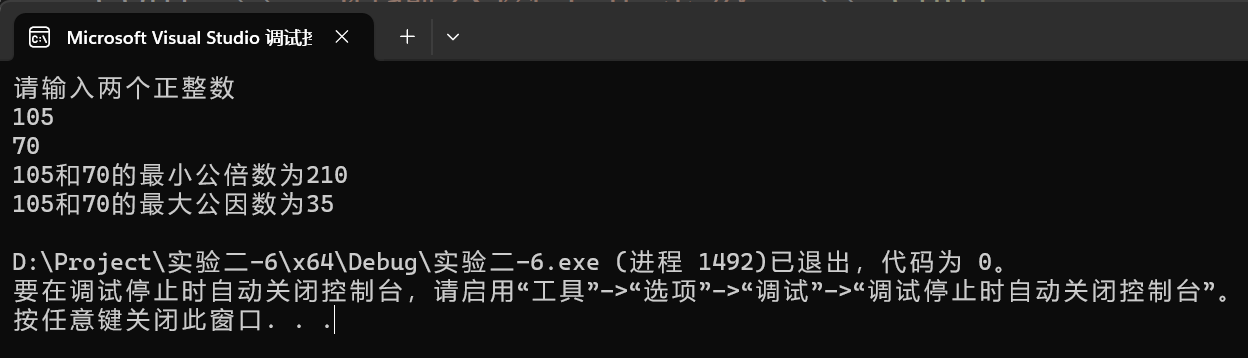 Microsoft Visual Studio 调试
请输入两个正整数
105
70
105和70的最小公倍数为210
105和70的最大公因数为35
D:\Project\实验二-6\x64\Debug\实验二-6.exe (进程 1492)已退出，代码为 0。
要在调试停止时自动关闭控制台，请启用“工具”->“选项”->“调试”->“调试停止时自动关闭控制台”。
按任意键关闭此窗口. . .